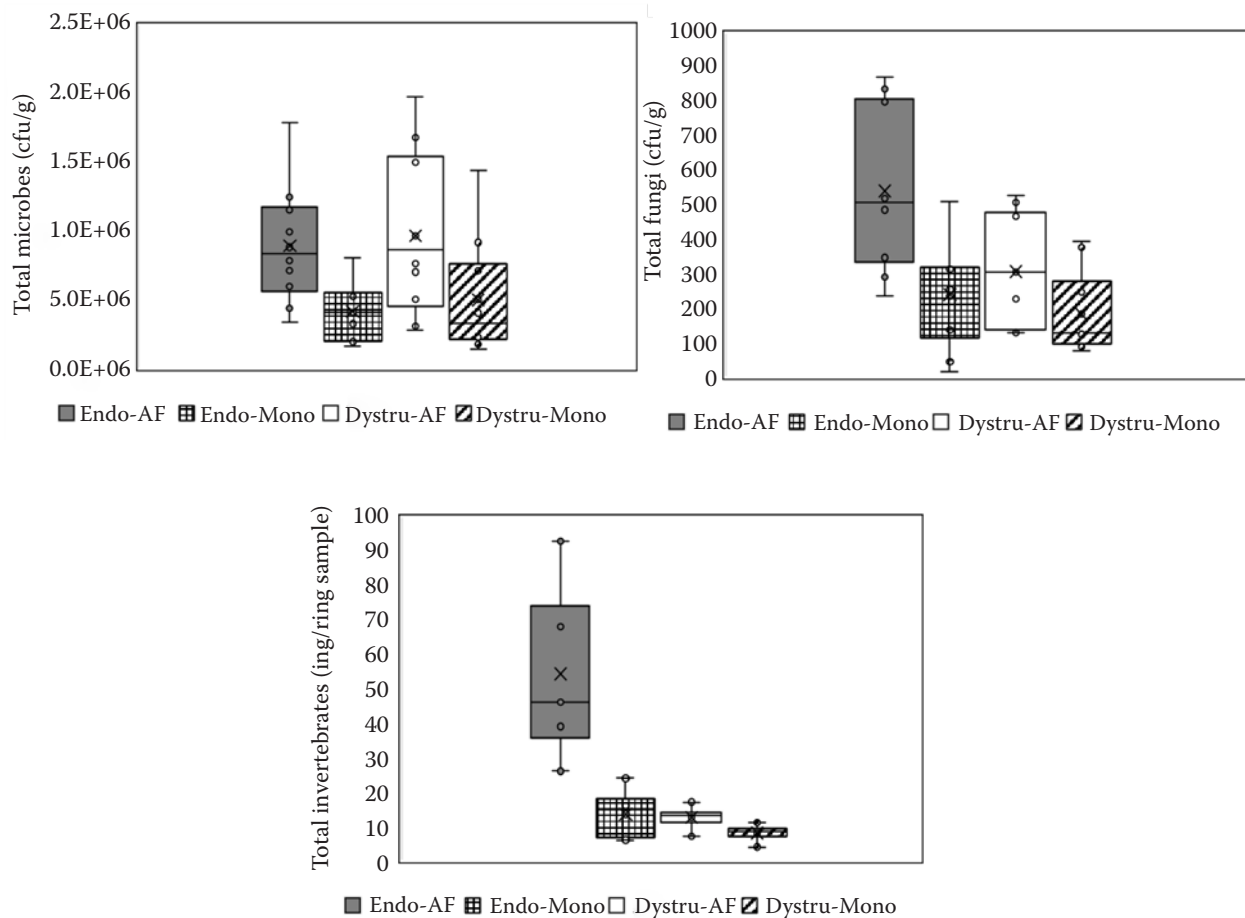 Total microbes (cfu/g)
2.5E+06
2.0E+06
1.5E+06
1.0E+06
5.0E+06
0.0E+06
Endo-AF Endo-Mono Dystru-AF Dystru-Mono
Total fungi (cfu/g)
1000
900
800
700
600
500
400
300
200
100
0
Endo-AF Endo-Mono Dystru-AF Dystru-Mono
Total invertebrates (ing/ring sample)
100
90
80
70
60
50
40
30
20
10
0
Endo-AF Endo-Mono Dystru-AF Dystru-Mono